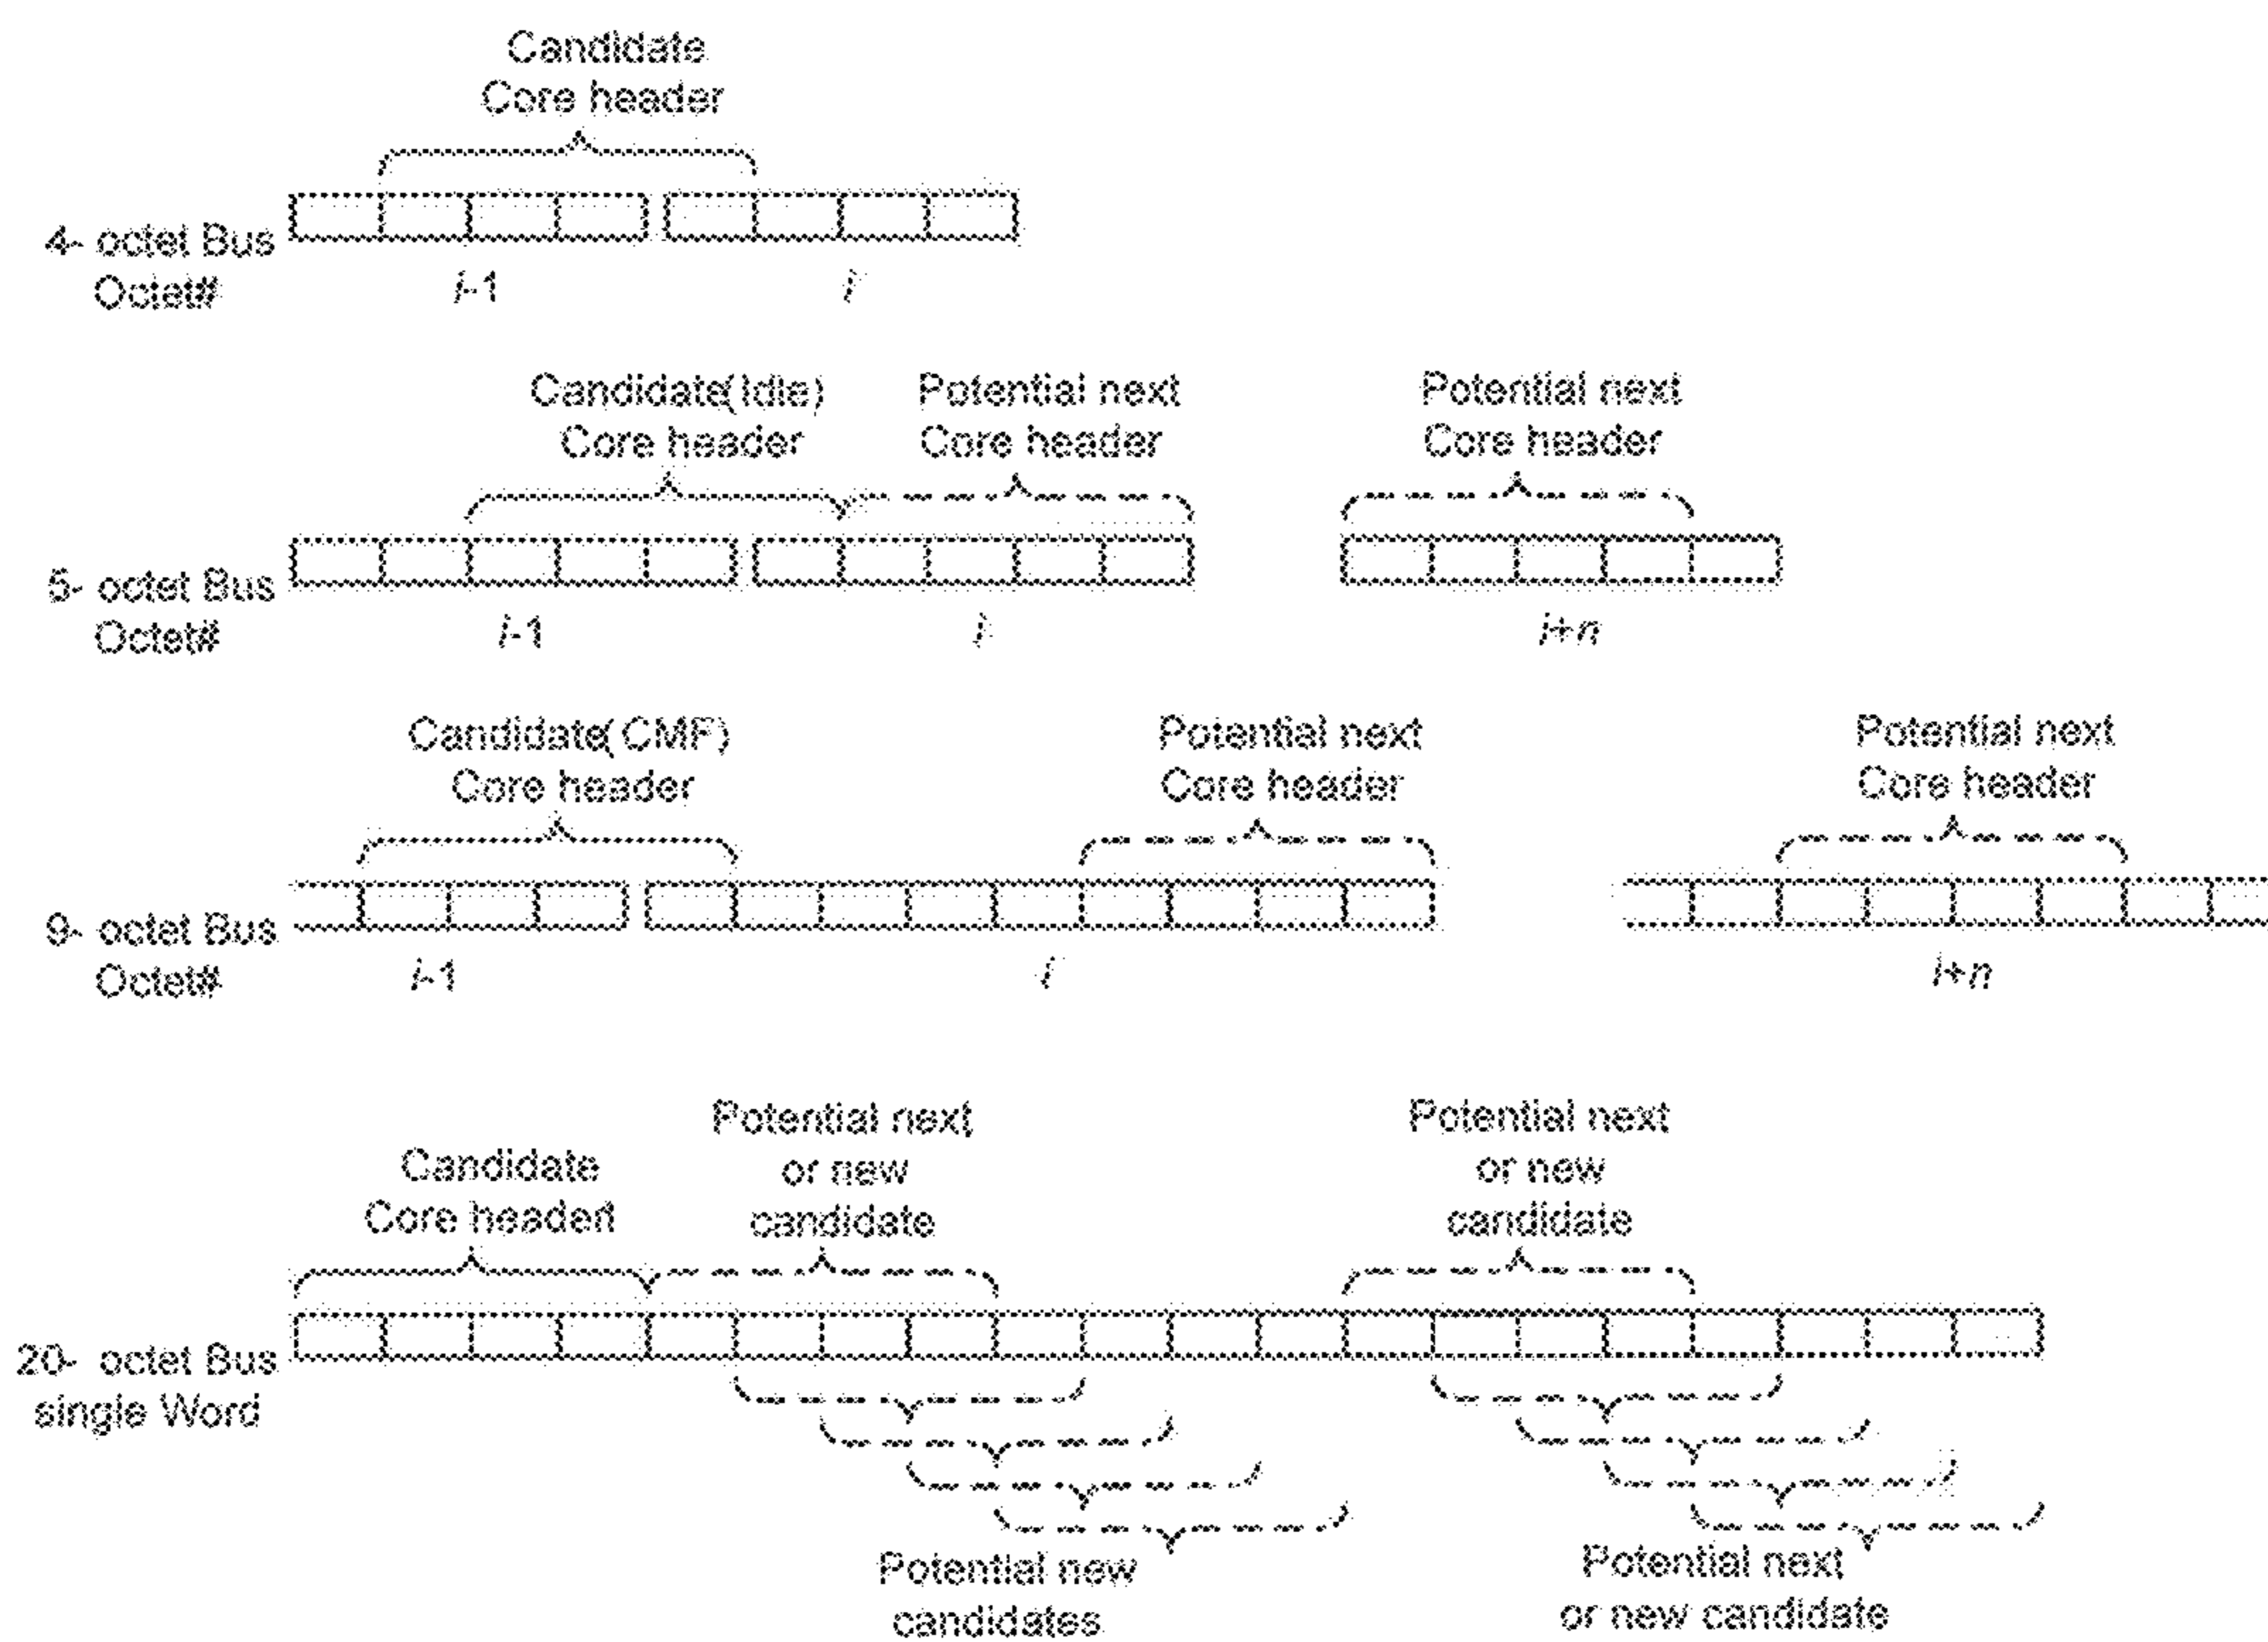 Candidate
Core header
4- octet Bus
Octet#
i-1
i
Candidate(Idle)
Core header
Potential next
Core header
Potential next
Core header
5- octet Bus
Octet#
i-1
i
i+n
Candidate(CMF)
Core header
Potential next
Core header
Potential next
Core header
9- octet Bus
Octet#
i-1
i
i+n
Candidate
Core header1
Potential next
or new
candidate
Potential next
or new
candidate
20- octet Bus
single Word
Potential new
candidates
Potential next
or new candidate